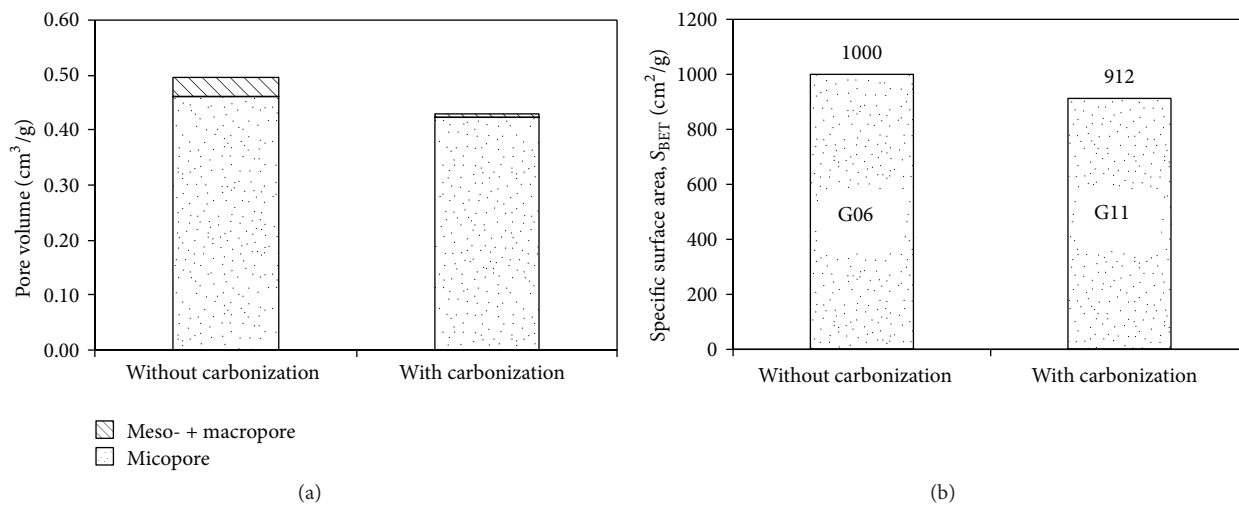 0.60
0.50
0.40
0.30
0.20
0.10
0.00
Pore volume (cm³/g)
Without carbonization
With carbonization
Meso- + macropore
Micopore
(a)
1200
1000
800
600
400
200
0
Specific surface area, S_BET (cm²/g)
1000
912
G06
G11
Without carbonization
With carbonization
(b)